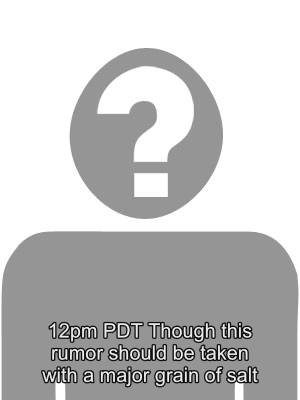 ?
12pm PDT Though this
rumor should be taken
with a major grain of salt